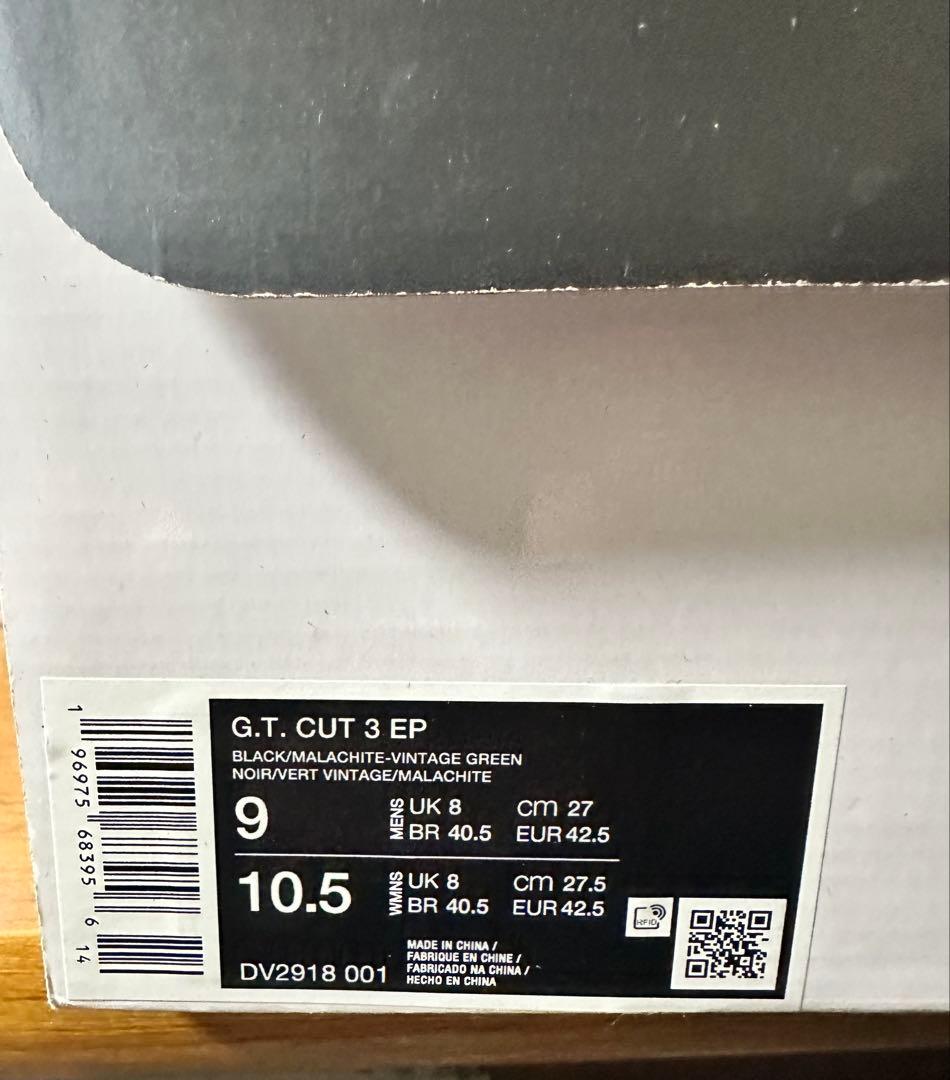 G.T. CUT 3 EP
BLACK/MALACHITE-VINTAGE GREEN
NOIR/VERT VINTAGE/MALACHITE
9 MENS UK 8 cm 27
BR 40.5 EUR 42.5
10.5 WMNS UK 8 cm 27.5
BR 40.5 EUR 42.5
RFID
DV2918 001
MADE IN CHINA /
FABRIQUE EN CHINE /
FABRICADO NA CHINA /
HECHO EN CHINA
1 96975 68395 6 14